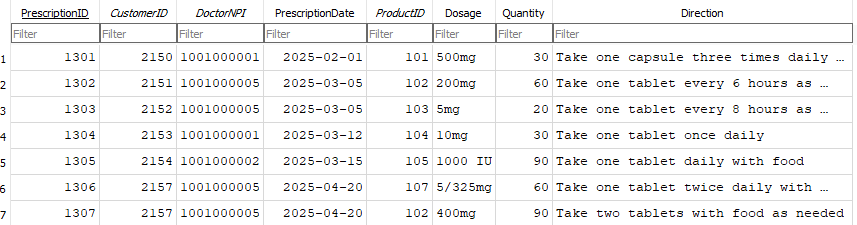 PrescriptionID CustomerID DoctorNPI PrescriptionDate ProductID Dosage Quantity Direction
Filter Filter Filter Filter Filter Filter Filter Filter
1 1301 2150 1001000001 2025-02-01 101 500mg 30 Take one capsule three times daily …
2 1302 2151 1001000005 2025-03-05 102 200mg 60 Take one tablet every 6 hours as …
3 1303 2152 1001000005 2025-03-05 103 5mg 20 Take one tablet every 8 hours as …
4 1304 2153 1001000001 2025-03-12 104 10mg 30 Take one tablet once daily
5 1305 2154 1001000002 2025-03-15 105 1000 IU 90 Take one tablet daily with food
6 1306 2157 1001000005 2025-04-20 107 5/325mg 60 Take one tablet twice daily with …
7 1307 2157 1001000005 2025-04-20 102 400mg 90 Take two tablets with food as needed